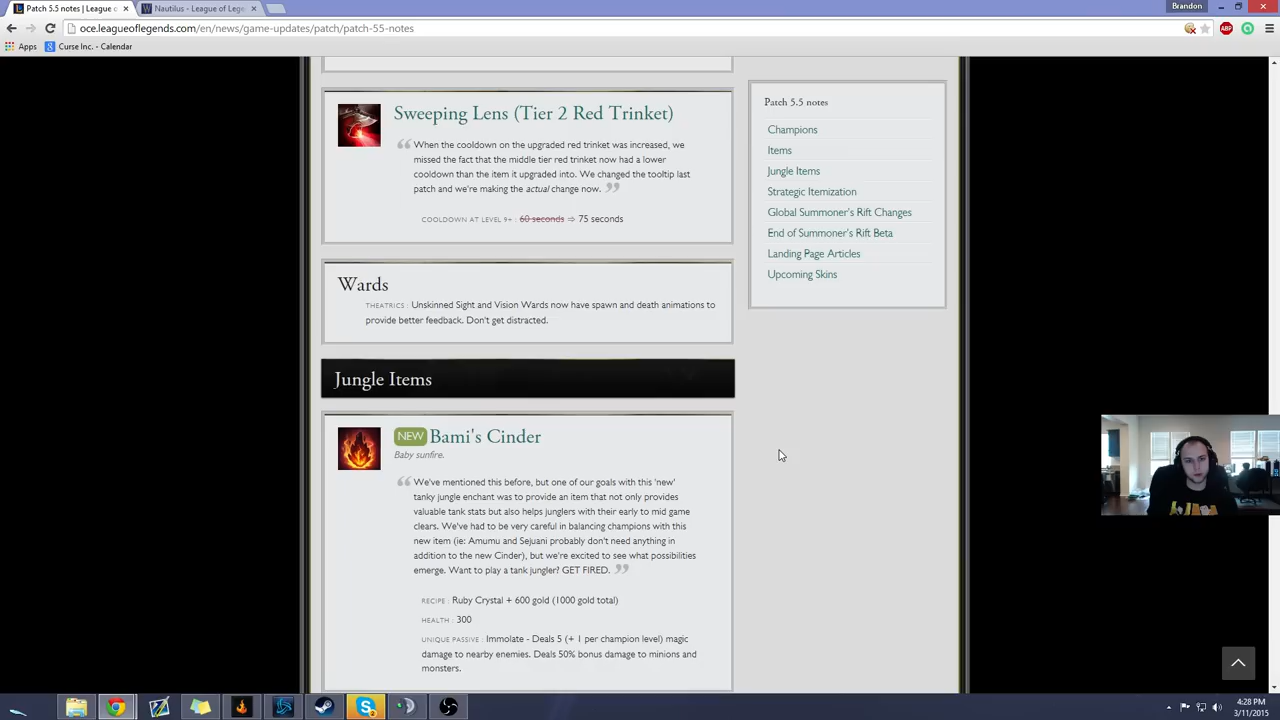 Patch 5.5 notes | League o
Nautilus - League of Lege
Brandon
oce.leagueoflegends.com/en/news/game-updates/patch/patch-55-notes
Apps
Curse Inc. - Calendar
Sweeping Lens (Tier 2 Red Trinket)
When the cooldown on the upgraded red trinket was increased, we
missed the fact that the middle tier red trinket now had a lower
cooldown than the item it upgraded into. We changed the tooltip last
patch and we're making the actual change now.
COOLDOWN AT LEVEL 9+ : 60 seconds ⇒ 75 seconds
Wards
THEATRICS : Unskinned Sight and Vision Wards now have spawn and death animations to
provide better feedback. Don't get distracted.
Jungle Items
NEW Bami's Cinder
Baby sunfire.
We've mentioned this before, but one of our goals with this 'new'
tanky jungle enchant was to provide an item that not only provides
valuable tank stats but also helps junglers with their early to mid game
clears. We've had to be very careful in balancing champions with this
new item (ie: Amumu and Sejuani probably don't need anything in
addition to the new Cinder), but we're excited to see what possibilities
emerge. Want to play a tank jungler? GET FIRED.
RECIPE : Ruby Crystal + 600 gold (1000 gold total)
HEALTH : 300
UNIQUE PASSIVE : Immolate - Deals 5 (+ 1 per champion level) magic
damage to nearby enemies. Deals 50% bonus damage to minions and
monsters.
Patch 5.5 notes
Champions
Items
Jungle Items
Strategic Itemization
Global Summoner's Rift Changes
End of Summoner's Rift Beta
Landing Page Articles
Upcoming Skins
ABP
4:28 PM
3/11/2015